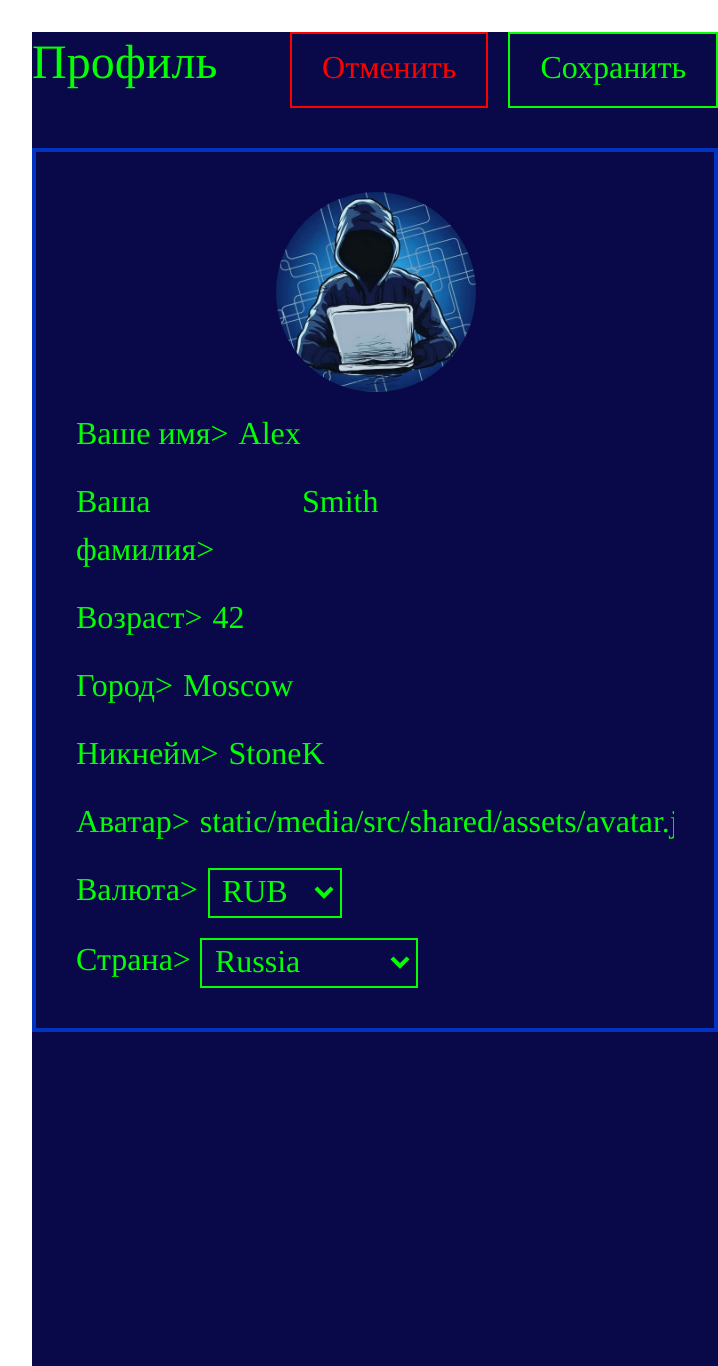 Профиль Отменить Сохранить
Ваше имя> Alex
Ваша Smith
фамилия>
Возраст> 42
Город> Moscow
Никнейм> StoneK
Аватар> static/media/src/shared/assets/avatar.j
Валюта> RUB
Страна> Russia